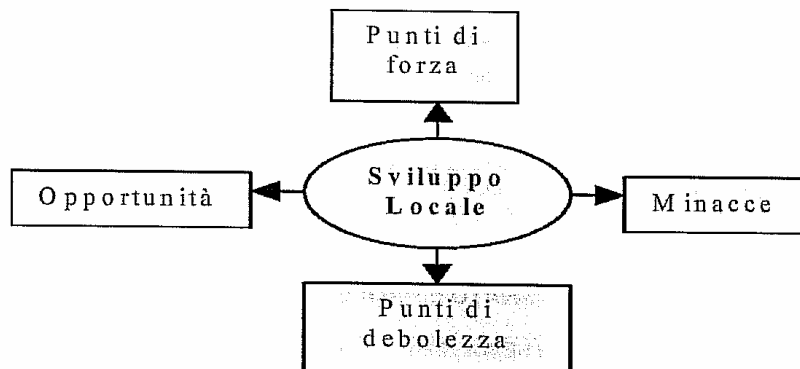 Punti di
forza
Opportunità
Sviluppo
Locale
Minacce
Punti di
debolezza